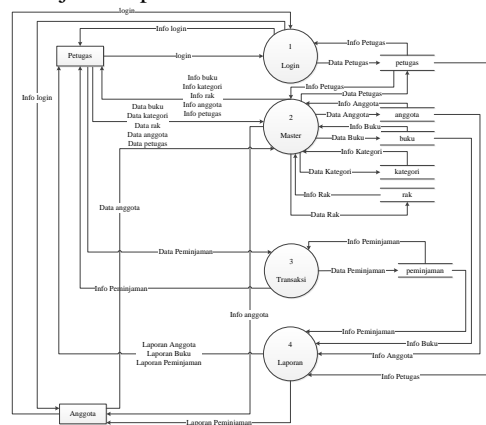 login
Info login
1
Login
Petugas
login
Info Petugas
Data Petugas
petugas
Info login
Info buku
Info kategori
Info rak
Info anggota
Info petugas
Data buku
Data kategori
Data rak
Data anggota
Data petugas
2
Master
Info Petugas
Data Petugas
Info Anggota
Data Anggota
anggota
Info Buku
Data Buku
buku
Info Kategori
Data Kategori
kategori
Info Rak
rak
Data Rak
Data anggota
Data Peminjaman
Info Peminjaman
3
Transaksi
Info Peminjaman
Data Peminjaman
peminjaman
Info anggota
Laporan Anggota
Laporan Buku
Laporan Peminjaman
4
Laporan
Info Peminjaman
Info Buku
Info Anggota
Info Petugas
Anggota
Laporan Peminjaman